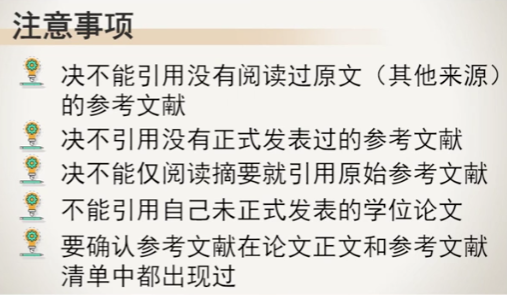 注意事项
决不能引用没有阅读过原文（其他来源）
的参考文献
决不引用没有正式发表过的参考文献
决不能仅阅读摘要就引用原始参考文献
不能引用自己未正式发表的学位论文
要确认参考文献在论文正文和参考文献
清单中都出现过